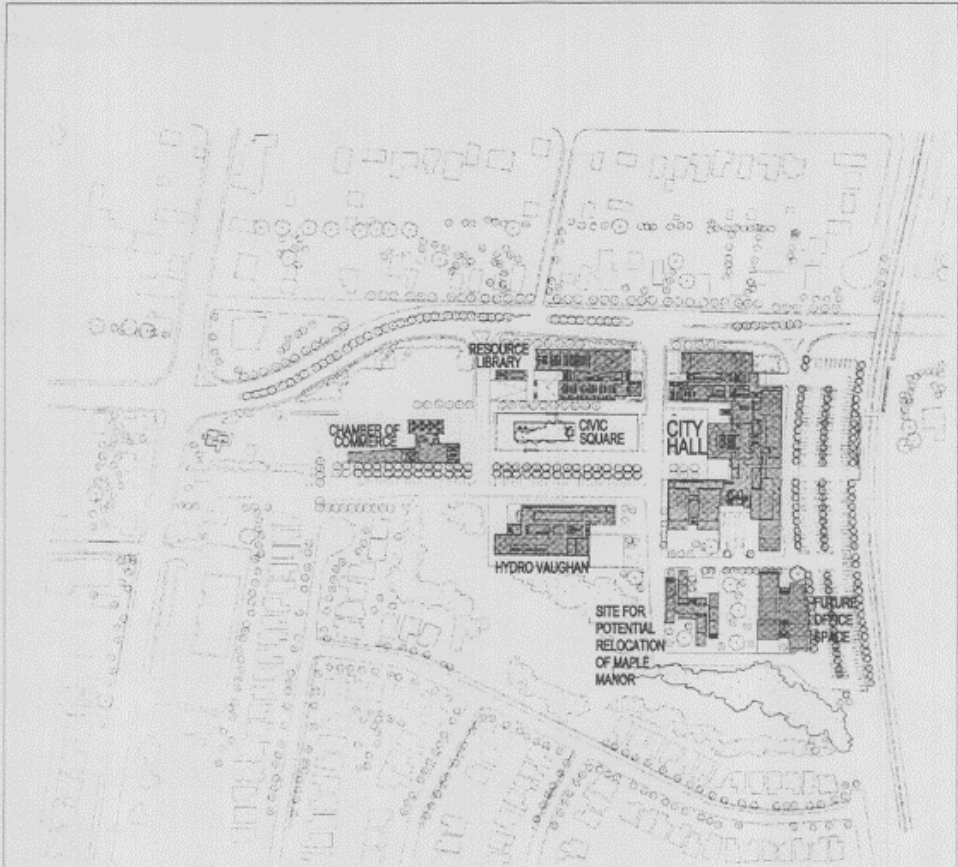 RESOURCE
LIBRARY
CHAMBER OF
COMMERCE
CIVIC
SQUARE
CITY
HALL
HYDRO VAUGHAN
SITE FOR
POTENTIAL
RELOCATION
OF MAPLE
MANOR
FUTURE
OFFICE
SPACE